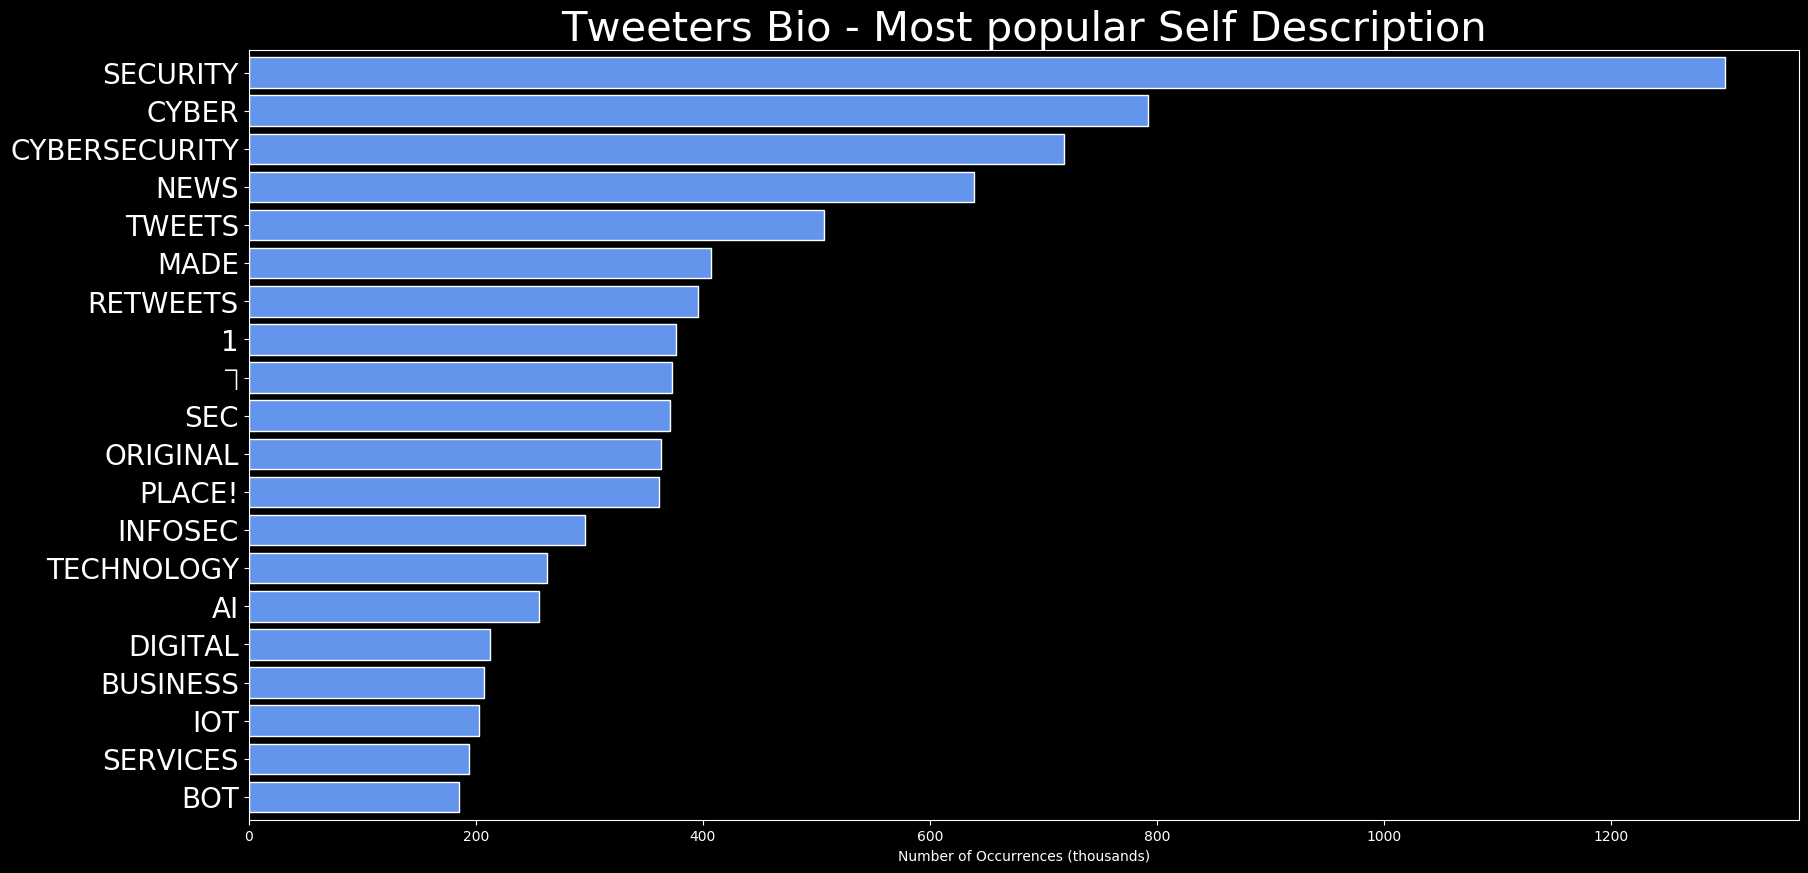 Tweeters Bio - Most popular Self Description
SECURITY
CYBER
CYBERSECURITY
NEWS
TWEETS
MADE
RETWEETS
1
SEC
ORIGINAL
PLACE!
INFOSEC
TECHNOLOGY
AI
DIGITAL
BUSINESS
IOT
SERVICES
BOT
0 200 400 600 800 1000 1200
Number of Occurrences (thousands)